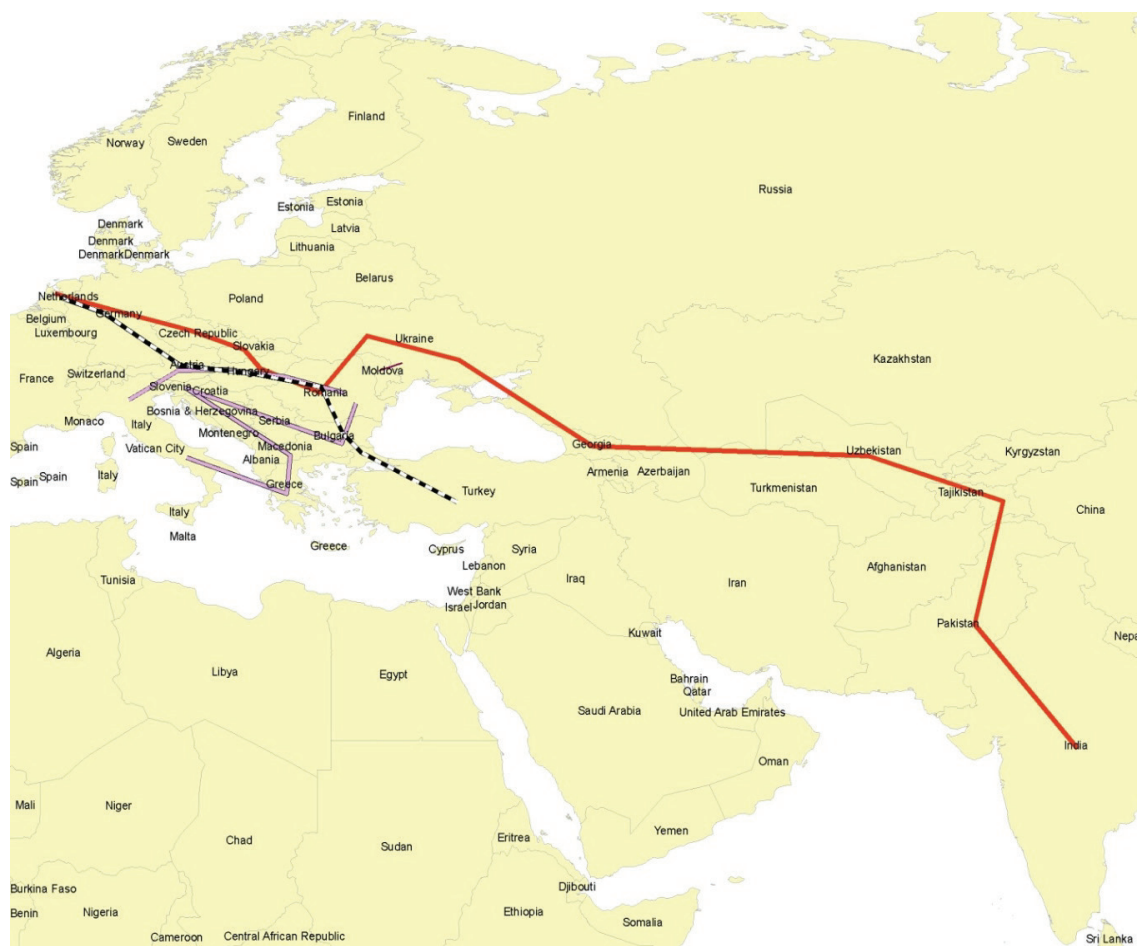 Finland
Norway
Sweden
Russia
Estonia
Estonia
Denmark
Latvia
Denmark
Lithuania
DenmarkDenmark
Belarus
Netherlands
Poland
Germany
Belgium
Czech Republic
Ukraine
Luxembourg
Slovakia
Kazakhstan
Austria
Hungary
Moldova
France
Switzerland
Slovenia
Croatia
Romania
Bosnia & Herzegovina
Monaco
Italy
Serbia
Montenegro
Bulgaria
Spain
Vatican City
Macedonia
Georgia
Uzbekistan
Kyrgyzstan
Albania
Armenia
Azerbaijan
Spain
Spain
Italy
Greece
Turkey
Turkmenistan
Tajikistan
China
Italy
Malta
Greece
Cyprus
Syria
Lebanon
Afghanistan
Tunisia
Iraq
Iran
West Bank
Israel
Jordan
Kuwait
Pakistan
Nepa
Algeria
Libya
Egypt
Bahrain
Qatar
Saudi Arabia
United Arab Emirates
India
Oman
Mali
Niger
Chad
Sudan
Eritrea
Yemen
Burkina Faso
Djibouti
Benin
Nigeria
Ethiopia
Somalia
Cameroon
Central African Republic
Sri Lanka